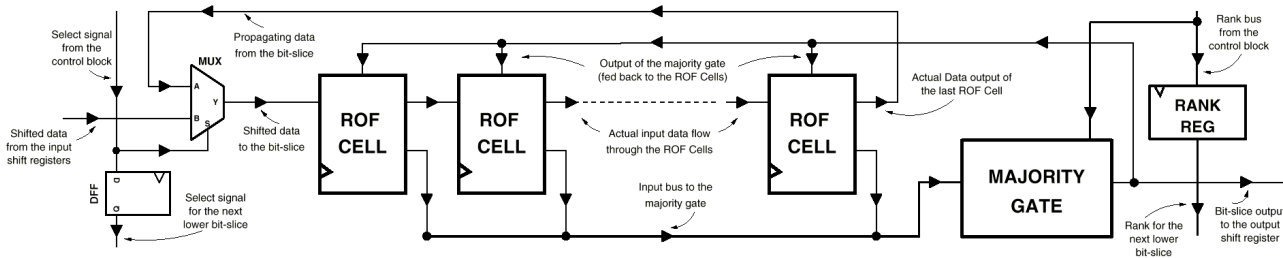 Select signal
from the
control block
Propagating data
from the bit-slice
MUX
A
B
S
Y
Shifted data
from the input
shift registers
Shifted data
to the bit-slice
DFF
D
Q
Select signal
for the next
lower bit-slice
ROF
CELL
ROF
CELL
Output of the majority gate
(fed back to the ROF Cells)
Actual input data flow
through the ROF Cells
ROF
CELL
Actual Data output of
the last ROF Cell
Input bus to the
majority gate
MAJORITY
GATE
Rank bus
from the
control block
RANK
REG
Rank for the
next lower
bit-slice
Bit-slice output
to the output
shift register